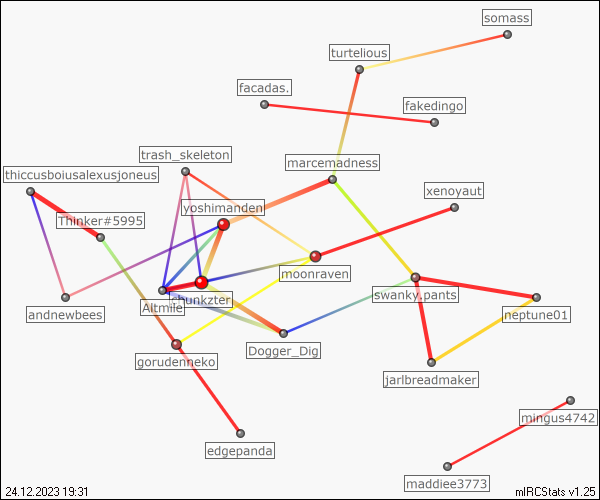 somass
turtelious
facadas.
fakedingo
trash_skeleton
marcemadness
thiccusboiusalexusjoneus
xenoyaut
yoshimanden
Thinker#5995
moonraven
swanky.pants
chunkzter
Altmile
andnewbees
neptune01
Dogger_Dig
gorudenneko
jarlbreadmaker
mingus4742
edgepanda
maddiee3773
24.12.2023 19:31
mIRCStats v1.25